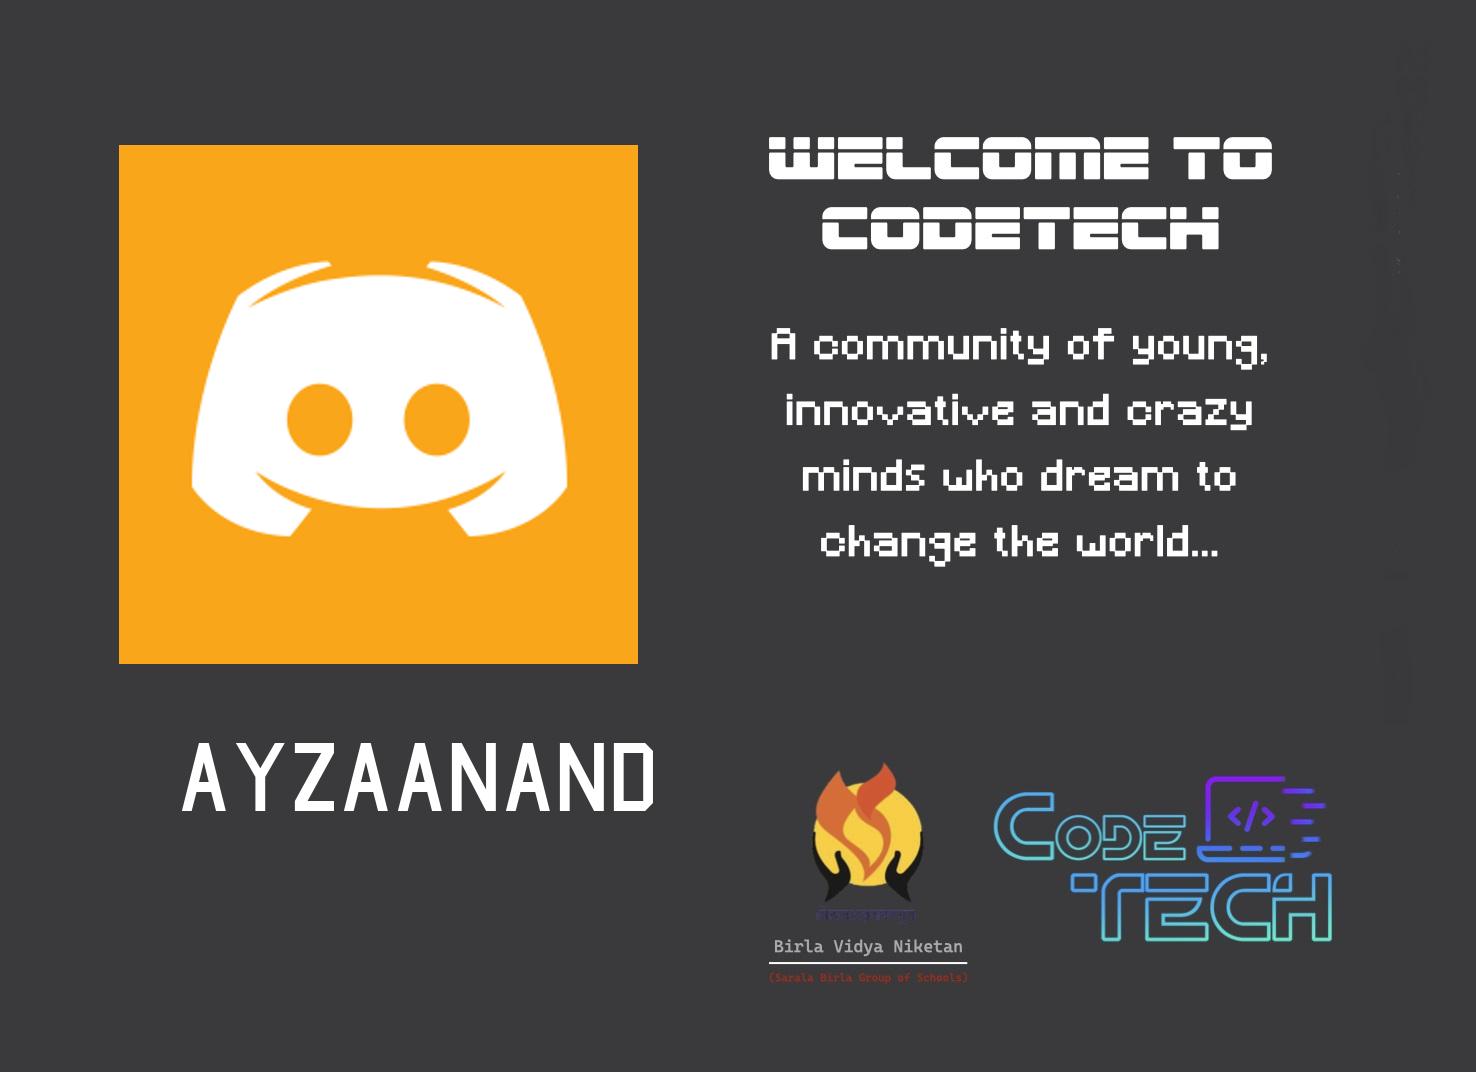 WELCOME TO
CODETECH
A community of young,
innovative and crazy
minds who dream to
change the world...
AYZAANAND
CODE
TECH
</>
Birla Vidya Niketan
(Sarala Birla Group of Schools)